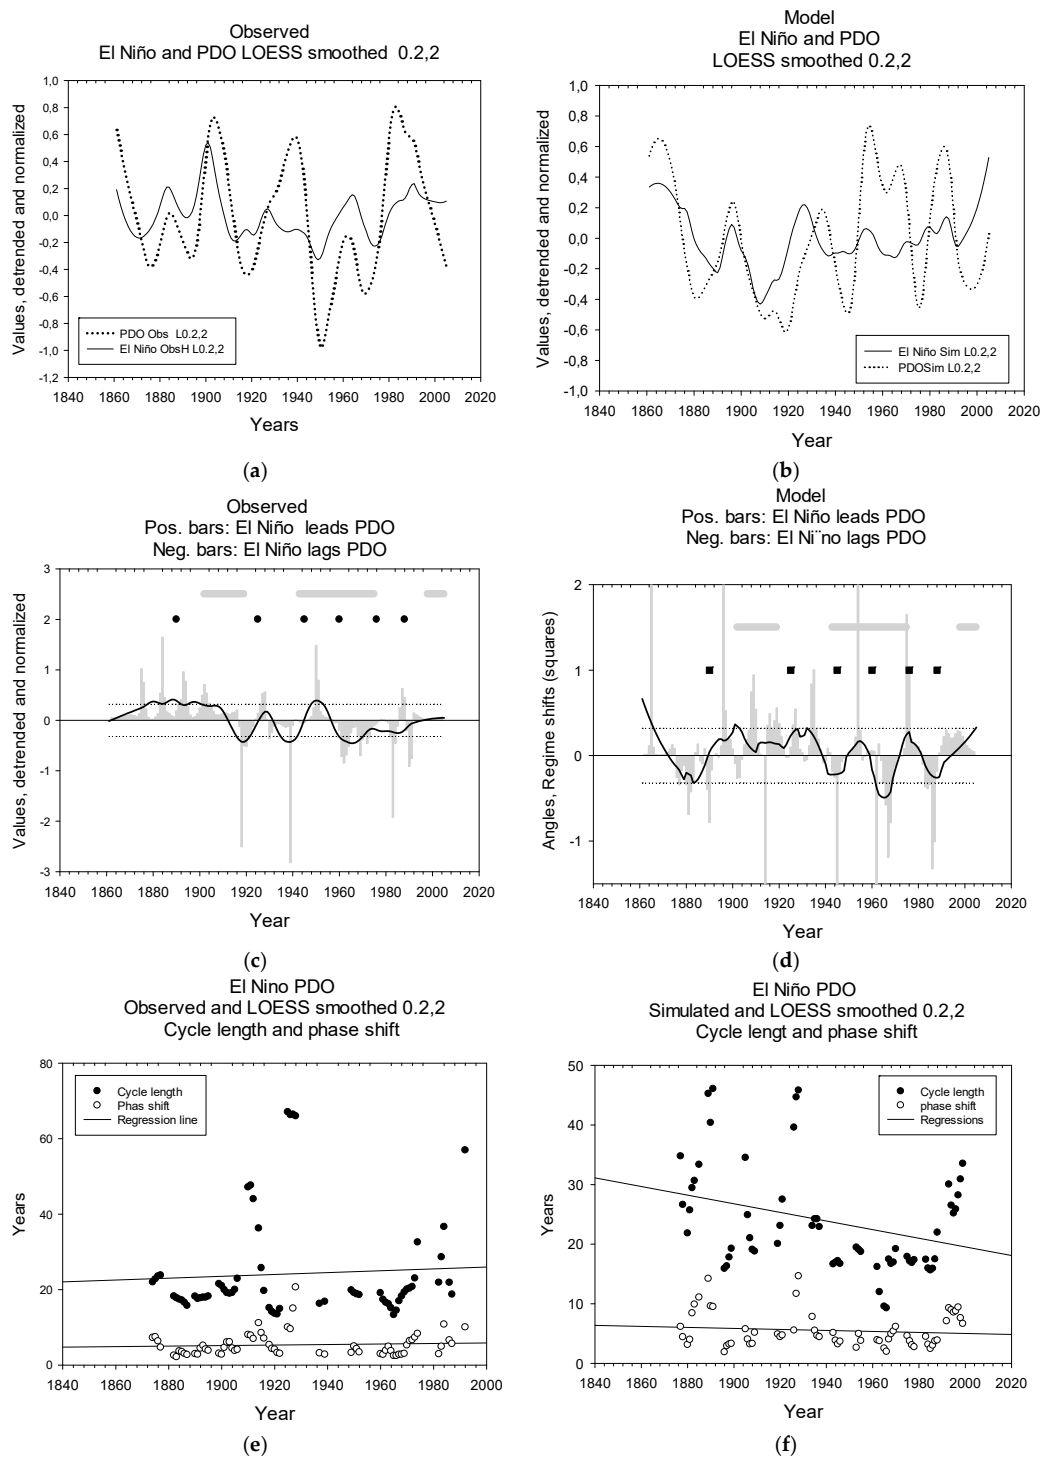 Observed
El Niño and PDO LOESS smoothed 0.2,2
Values, detrended and normalized
1,0
0,8
0,6
0,4
0,2
0,0
-0,2
-0,4
-0,6
-0,8
-1,0
-1,2
PDO Obs L0.2,2
El Niño ObsH L0.2,2
1840 1860 1880 1900 1920 1940 1960 1980 2000 2020
Years
(a)
Model
El Niño and PDO
LOESS smoothed 0.2,2
Values, detrended and normalized
1,0
0,8
0,6
0,4
0,2
0,0
-0,2
-0,4
-0,6
-0,8
-1,0
El Niño Sim L0.2,2
PDOSim L0.2,2
1840 1860 1880 1900 1920 1940 1960 1980 2000 2020
Year
(b)
Observed
Pos. bars: El Niño leads PDO
Neg. bars: El Niño lags PDO
Values, detrended and normalized
3
2
1
0
-1
-2
-3
1840 1860 1880 1900 1920 1940 1960 1980 2000 2020
Year
(c)
Model
Pos. bars: El Niño leads PDO
Neg. bars: El Ni¨no lags PDO
Angles, Regime shifts (squares)
2
1
0
-1
1840 1860 1880 1900 1920 1940 1960 1980 2000 2020
Year
(d)
El Nino PDO
Observed and LOESS smoothed 0.2,2
Cycle length and phase shift
Years
80
60
40
20
0
Cycle length
Phas shift
Regression line
1840 1860 1880 1900 1920 1940 1960 1980 2000
Year
(e)
El Niño PDO
Simulated and LOESS smoothed 0.2,2
Cycle lengt and phase shift
Years
50
40
30
20
10
0
Cycle length
phase shift
Regressions
1840 1860 1880 1900 1920 1940 1960 1980 2000 2020
Year
(f)